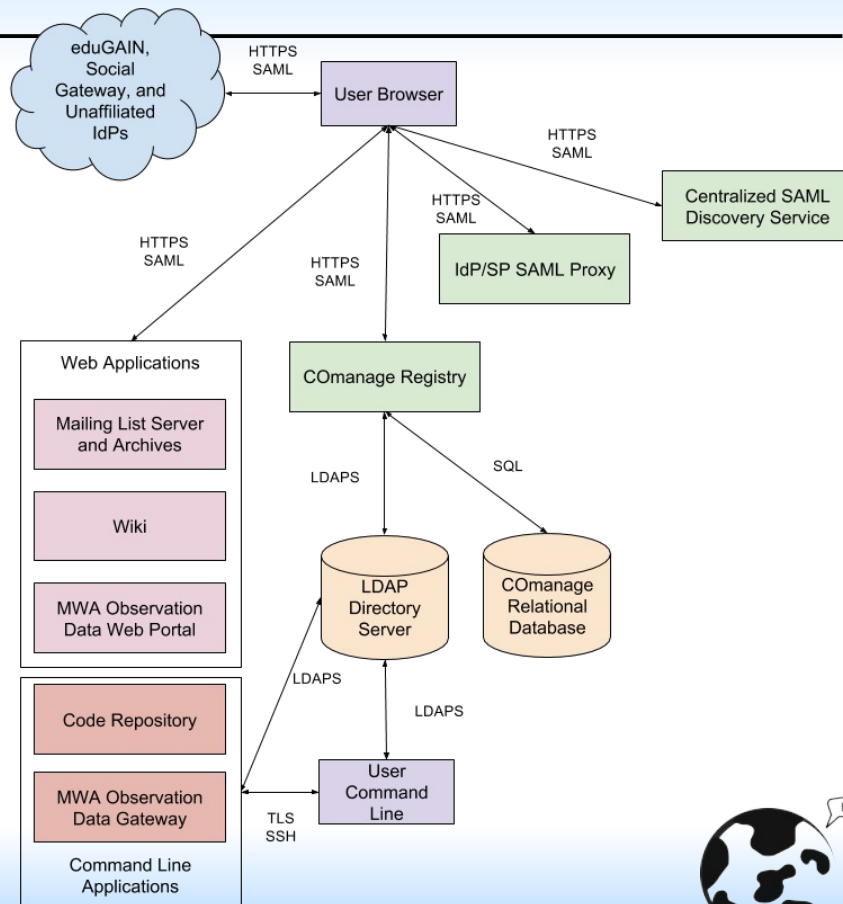 eduGAIN,
Social
Gateway, and
Unaffiliated
IdPs
HTTPS
SAML
User Browser
HTTPS
SAML
Centralized SAML
Discovery Service
HTTPS
SAML
IdP/SP SAML Proxy
HTTPS
SAML
HTTPS
SAML
Web Applications
Mailing List Server
and Archives
Wiki
MWA Observation
Data Web Portal
COmanage Registry
LDAPS
SQL
LDAP
Directory
Server
COmanage
Relational
Database
LDAPS
LDAPS
Code Repository
MWA Observation
Data Gateway
Command Line
Applications
TLS
SSH
User
Command
Line